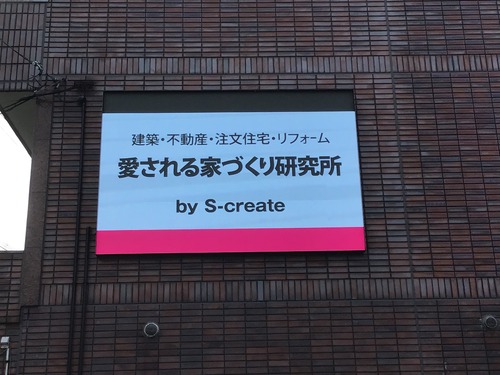 建築・不動産・注文住宅・リフォーム
愛される家づくり研究所
by S-create